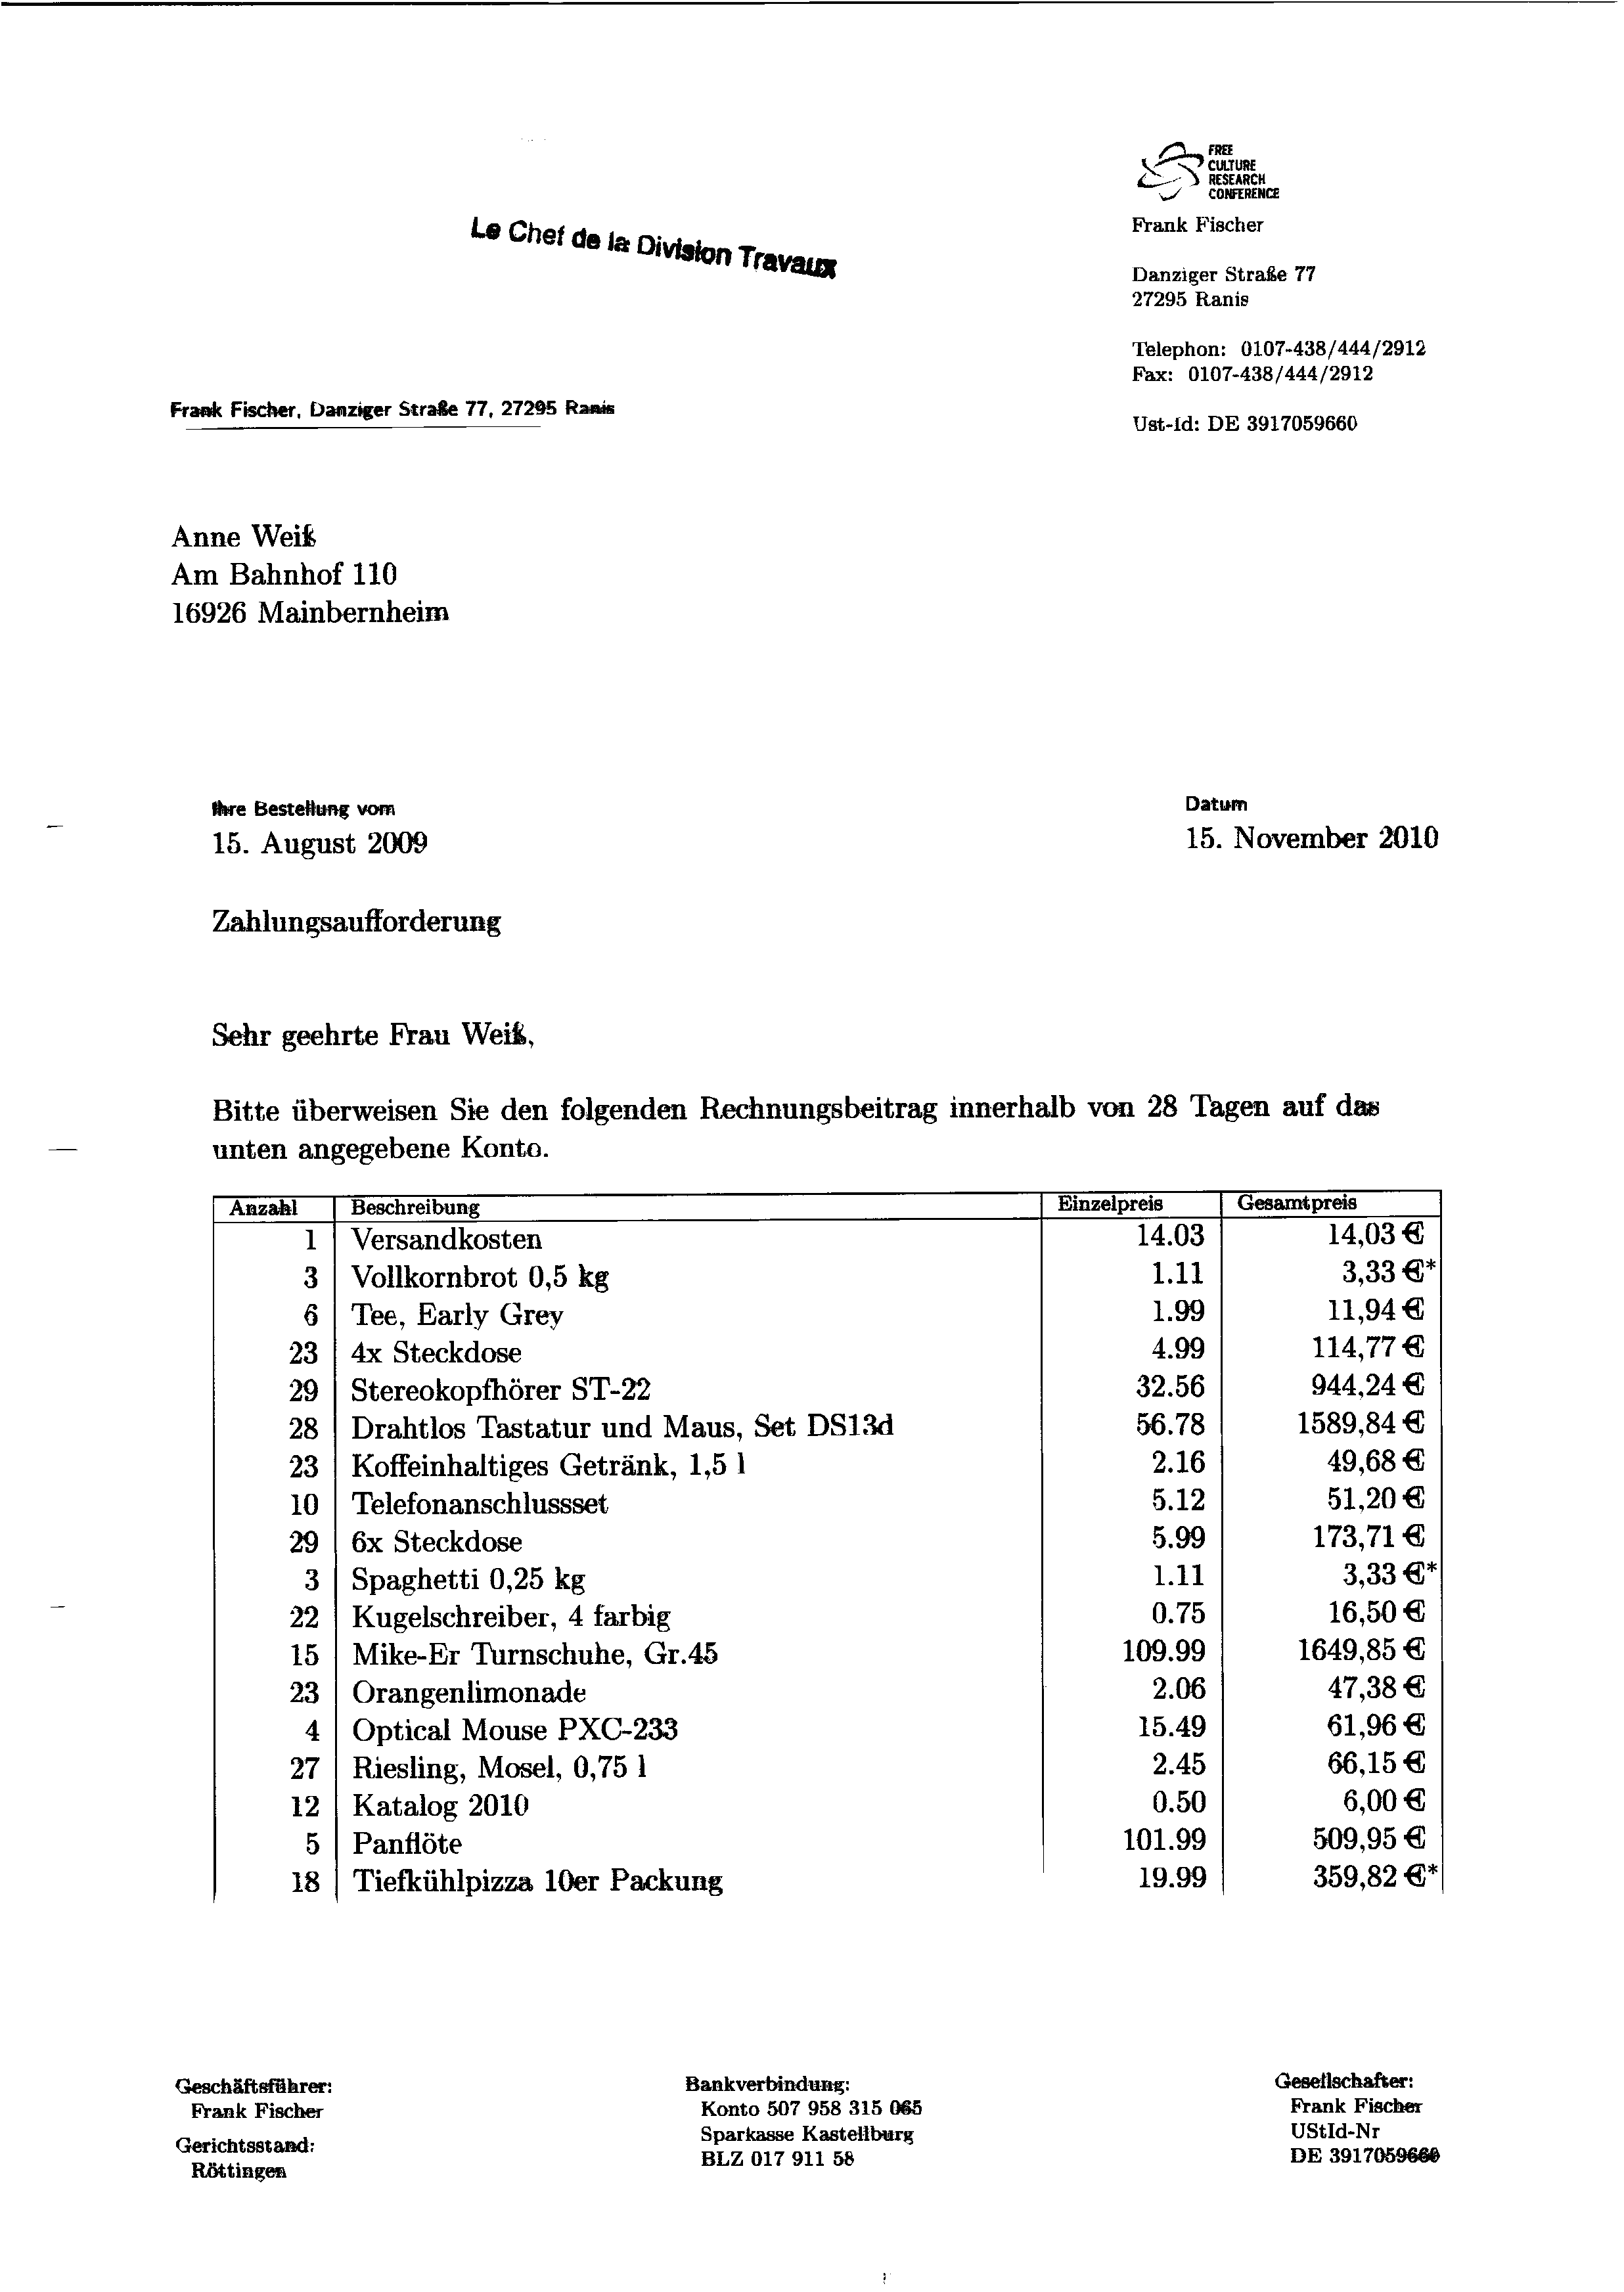 FREE
CULTURE
RESEARCH
CONFERENCE
Le Chef de la Division Travaux
Frank Fischer
Danziger Straße 77
27295 Ranis
Telephon: 0107-438/444/2912
Fax: 0107-438/444/2912
Ust-Id: DE 3917059660
Frank Fischer, Danziger Straße 77, 27295 Ranis
Anne Weiß
Am Bahnhof 110
16926 Mainbernheim
Ihre Bestellung vom
15. August 2009
Datum
15. November 2010
Zahlungsaufforderung
Sehr geehrte Frau Weiß,
Bitte überweisen Sie den folgenden Rechnungsbeitrag innerhalb von 28 Tagen auf das
unten angegebene Konto.
Anzahl Beschreibung Einzelpreis Gesamtpreis
1 Versandkosten 14.03 14,03 €
3 Vollkornbrot 0,5 kg 1.11 3,33 €*
6 Tee, Early Grey 1.99 11,94 €
23 4x Steckdose 4.99 114,77 €
29 Stereokopfhörer ST-22 32.56 944,24 €
28 Drahtlos Tastatur und Maus, Set DS13d 56.78 1589,84 €
23 Koffeinhaltiges Getränk, 1,5 l 2.16 49,68 €
10 Telefonanschlussset 5.12 51,20 €
29 6x Steckdose 5.99 173,71 €
3 Spaghetti 0,25 kg 1.11 3,33 €*
22 Kugelschreiber, 4 farbig 0.75 16,50 €
15 Mike-Er Turnschuhe, Gr.45 109.99 1649,85 €
23 Orangenlimonade 2.06 47,38 €
4 Optical Mouse PXC-233 15.49 61,96 €
27 Riesling, Mosel, 0,75 l 2.45 66,15 €
12 Katalog 2010 0.50 6,00 €
5 Panflöte 101.99 509,95 €
18 Tiefkühlpizza 10er Packung 19.99 359,82 €*
Geschäftsführer:
Frank Fischer
Gerichtsstand:
Röttingen
Bankverbindung:
Konto 507 958 315 065
Sparkasse Kastellburg
BLZ 017 911 58
Gesellschafter:
Frank Fischer
UStId-Nr
DE 3917059660